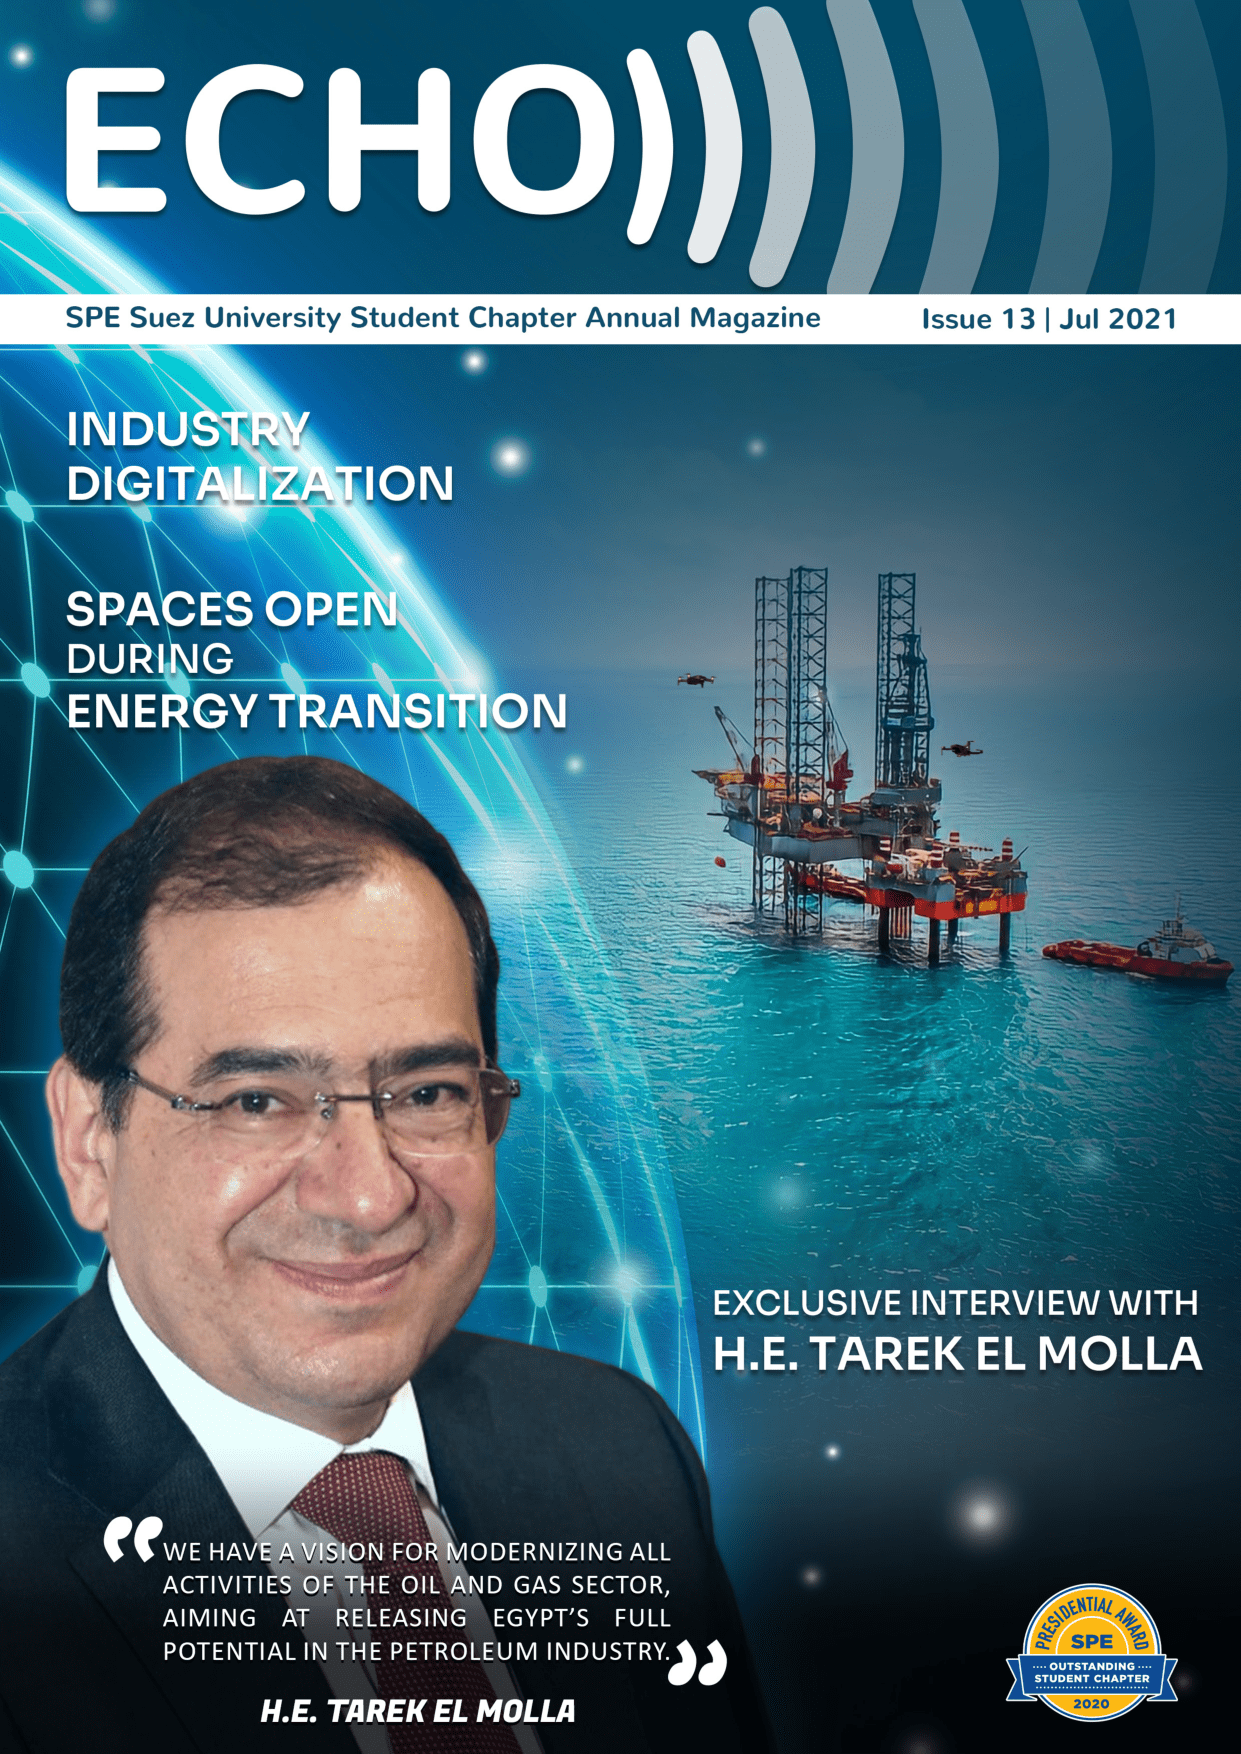 ECHO
SPE Suez University Student Chapter Annual Magazine
Issue 13 | Jul 2021
INDUSTRY
DIGITALIZATION
SPACES OPEN
DURING
ENERGY TRANSITION
EXCLUSIVE INTERVIEW WITH
H.E. TAREK EL MOLLA
“WE HAVE A VISION FOR MODERNIZING ALL
ACTIVITIES OF THE OIL AND GAS SECTOR,
AIMING AT RELEASING EGYPT’S FULL
POTENTIAL IN THE PETROLEUM INDUSTRY.”
H.E. TAREK EL MOLLA
PRESIDENTIAL AWARD
SPE
OUTSTANDING
STUDENT CHAPTER
2020